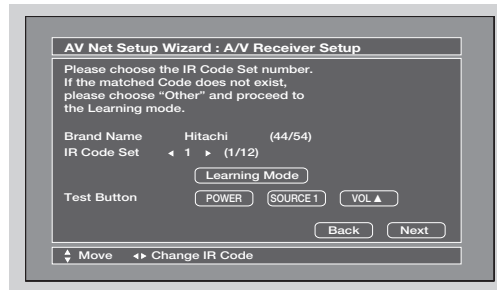 AV Net Setup Wizard : A/V Receiver Setup
Please choose the IR Code Set number.
If the matched Code does not exist,
please choose “Other” and proceed to
the Learning mode.
Brand Name Hitachi (44/54)
IR Code Set ◂ 1 ▸ (1/12)
Learning Mode
Test Button POWER SOURCE 1 VOL ▲
Back Next
Move Change IR Code